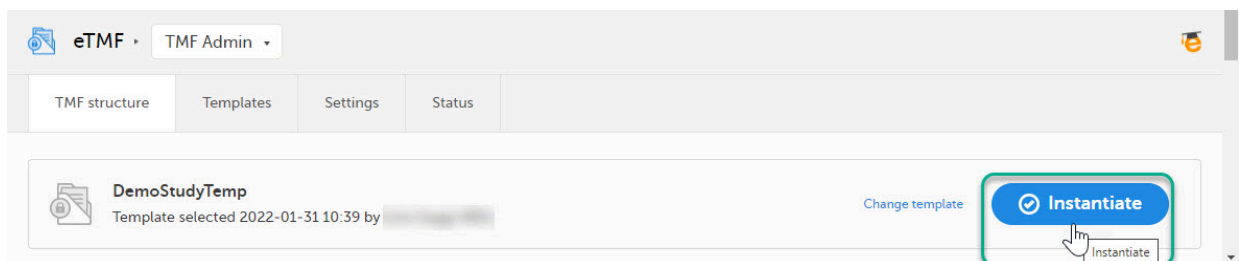 eTMF TMF Admin
TMF structure Templates Settings Status
DemoStudyTemp
Template selected 2022-01-31 10:39 by
Change template Instantiate
Instantiate